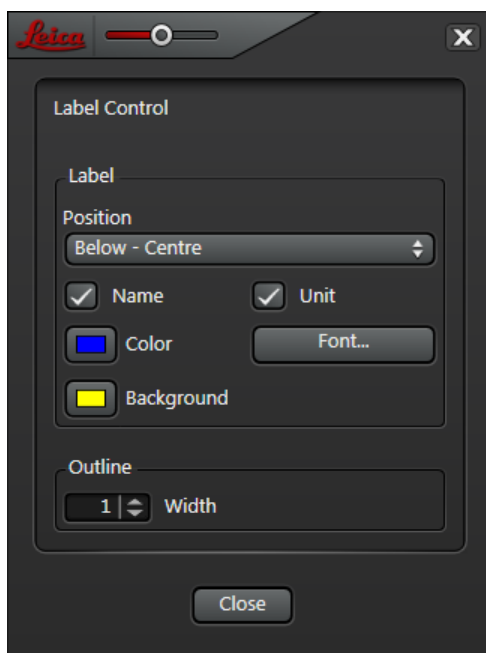 Leica
Label Control
Label
Position
Below - Centre
Name
Unit
Color
Font...
Background
Outline
1
Width
Close